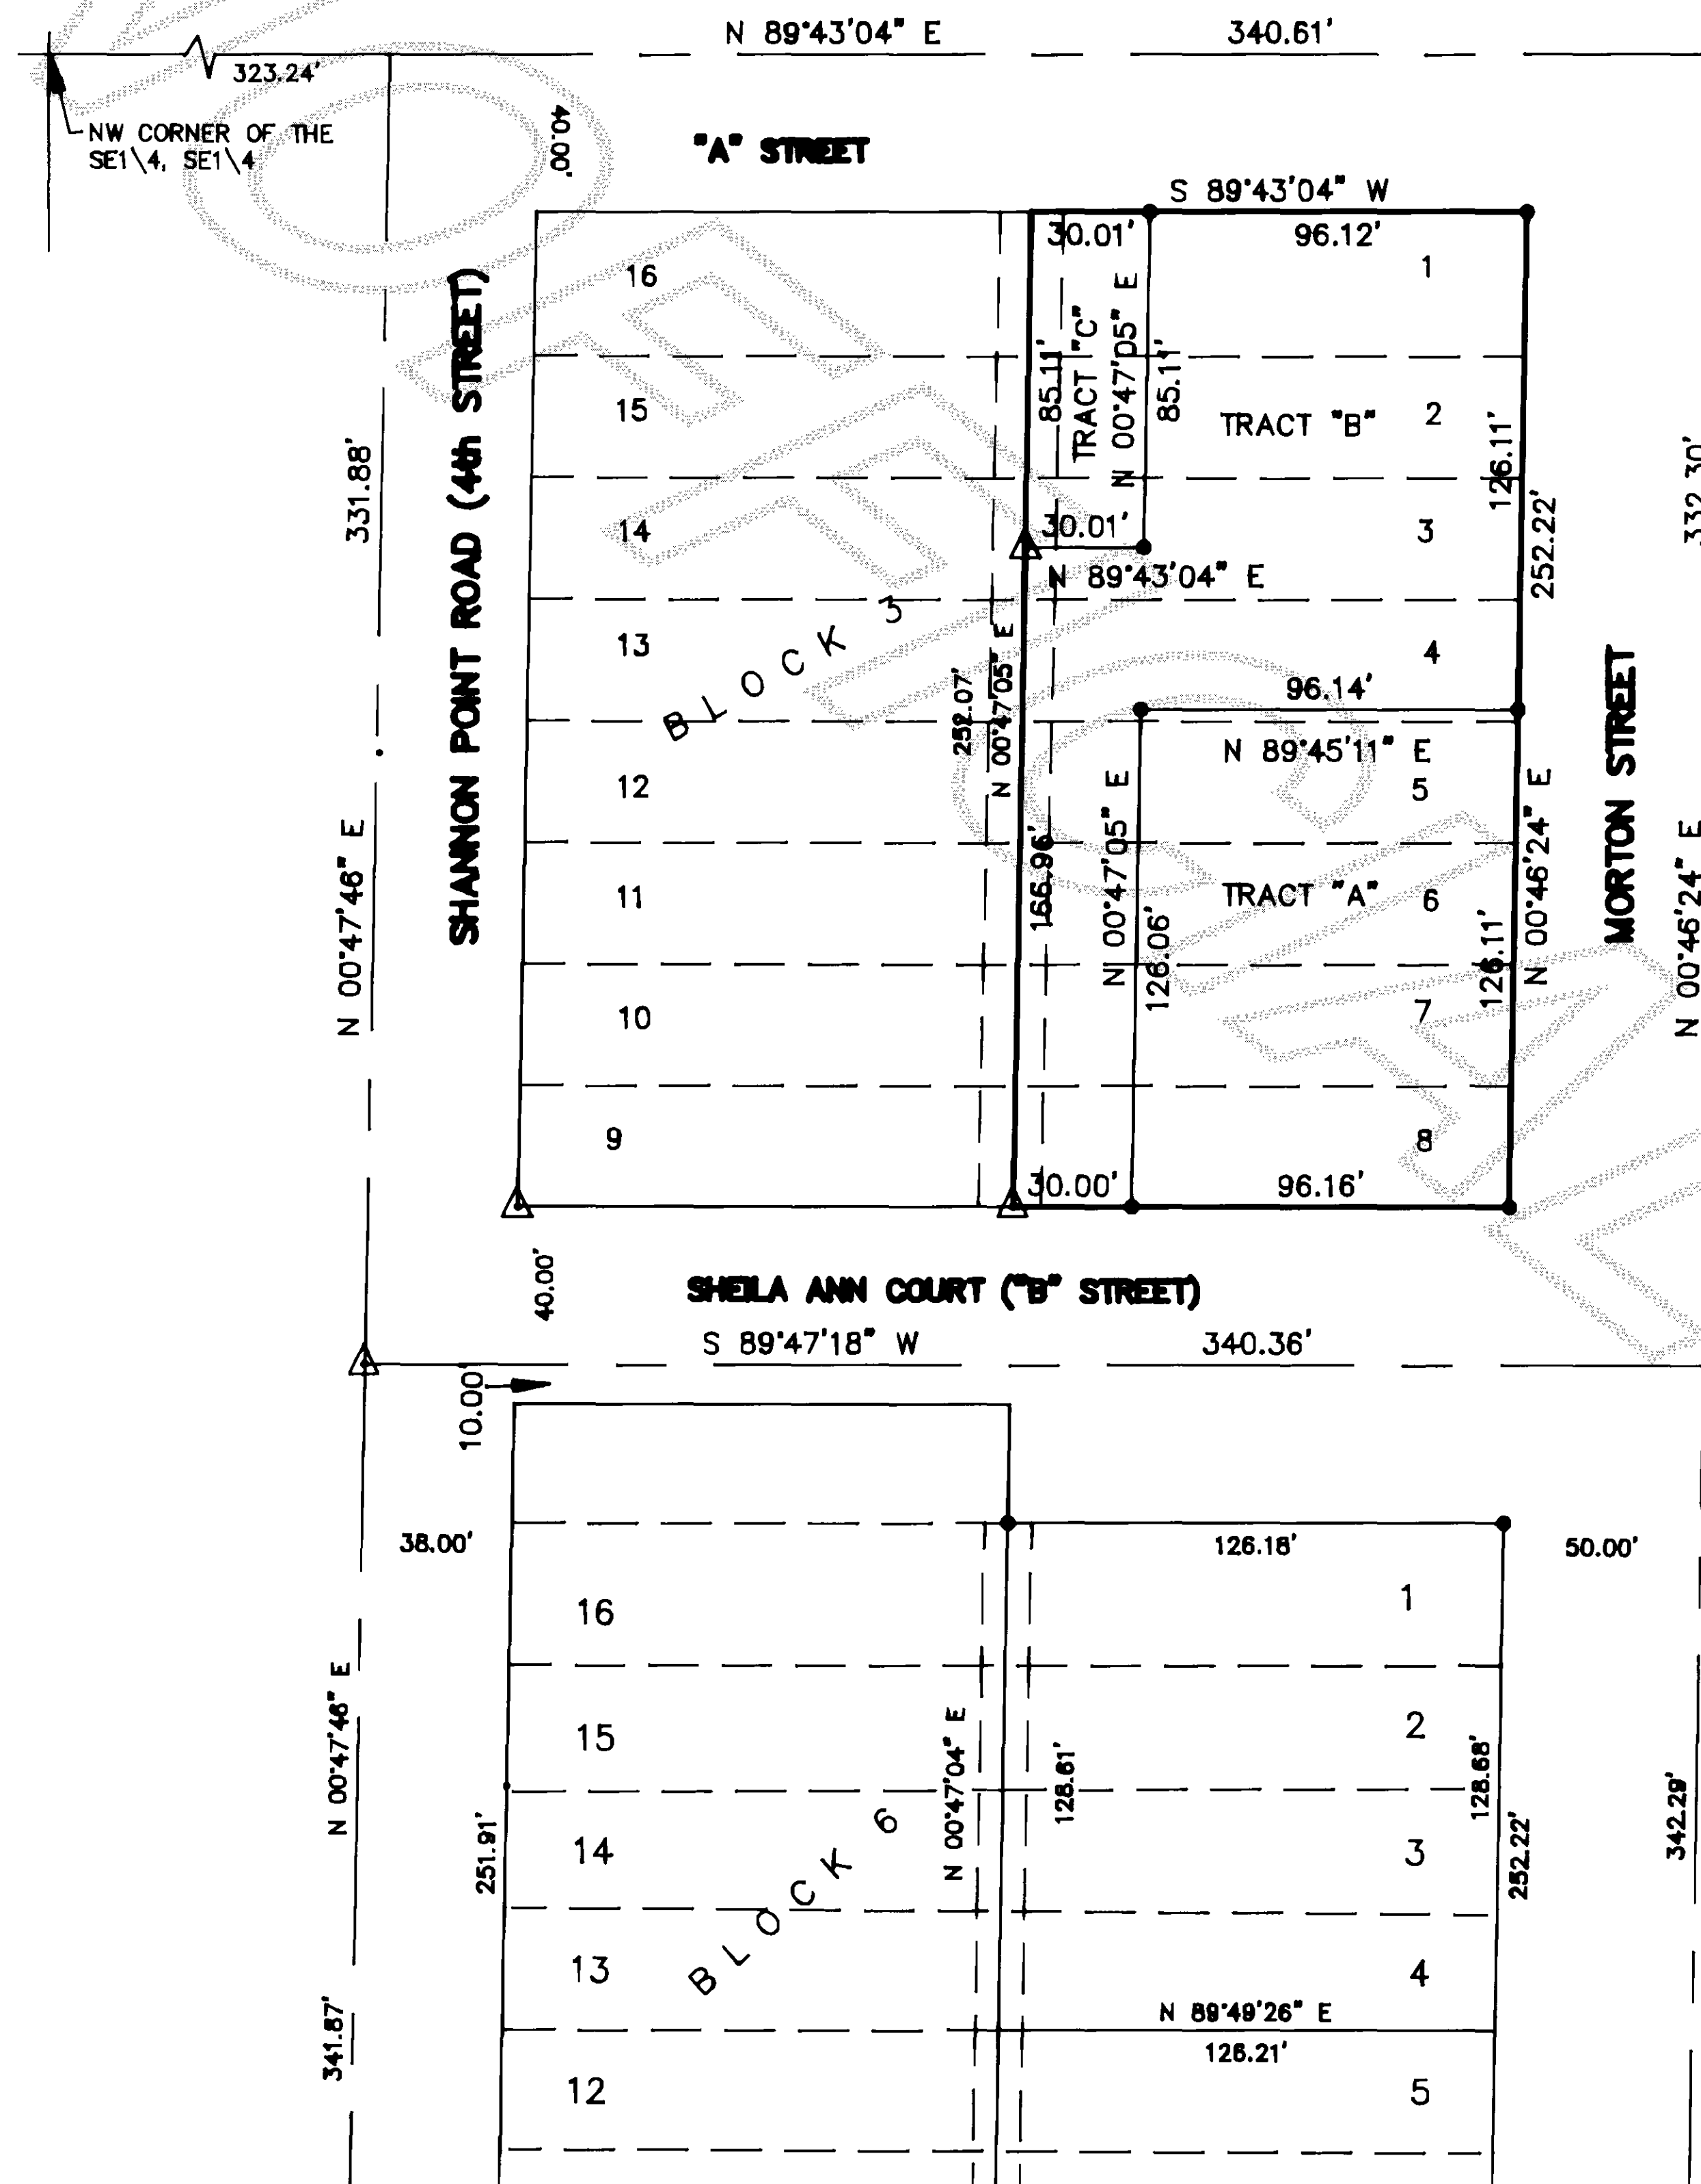 N 89°43'04" E 340.61'
323.24'
NW CORNER OF THE
SE1\4, SE1\4
40.00'
"A" STREET
S 89°43'04" W
30.01' 96.12'
16 1
85.11'
TRACT "C"
N 00°47'05" E
85.11'
SHANNON POINT ROAD (4th STREET)
331.88'
N 00°47'46" E
15 TRACT "B" 2
126.11'
252.22'
332.30'
14 30.01' 3
N 89°43'04" E
BLOCK 3
13 4
252.07'
N 00°47'05" E
96.14'
N 89°45'11" E
12 5
MORTON STREET
N 00°46'24" E
N 00°46'24" E
166.96'
N 00°47'05" E
126.06'
11 TRACT "A" 6
126.11'
10 7
9 8
30.00' 96.16'
40.00'
SHEILA ANN COURT ("B" STREET)
S 89°47'18" W 340.36'
10.00'
38.00' 126.18' 50.00'
16 1
N 00°47'46" E
15 2
N 00°47'04" E
128.61'
128.68'
251.91'
14 3
252.22'
342.29'
BLOCK 6
13 4
341.87'
N 89°49'26" E
126.21'
12 5